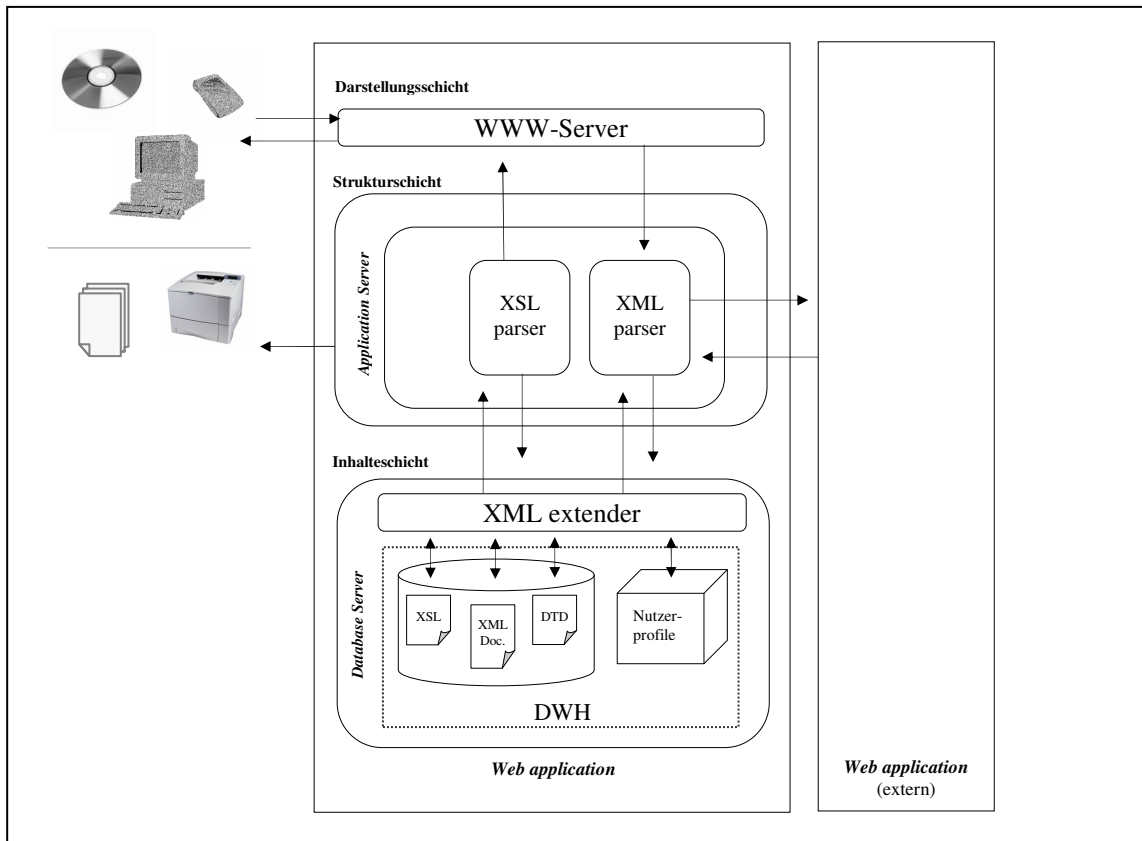 Darstellungsschicht
WWW-Server
Strukturschicht
Application Server
XSL
parser
XML
parser
Inhalteschicht
XML extender
Database Server
XSL
XML
Doc.
DTD
Nutzer-
profile
DWH
Web application
Web application
(extern)